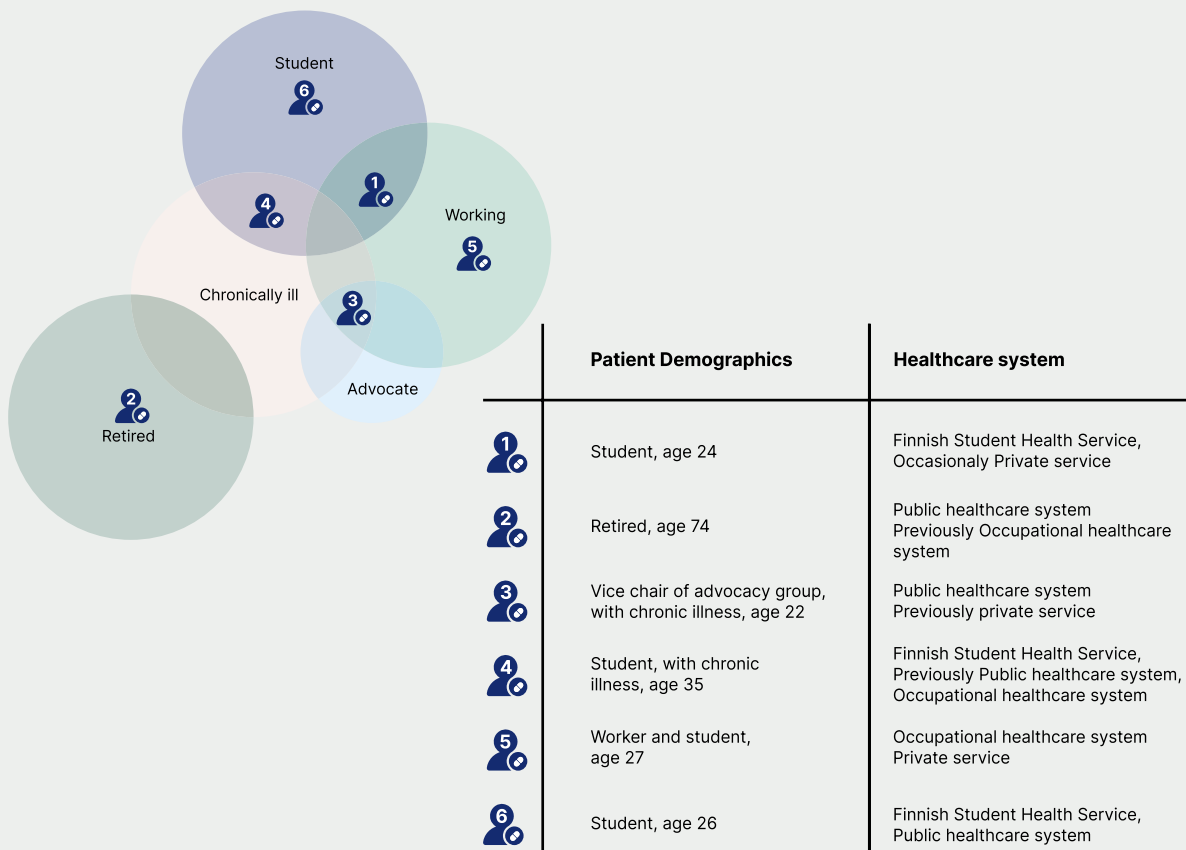 Student
6
1
4
Working
5
Chronically ill
3
Advocate
2
Retired
Patient Demographics
Healthcare system
1
Student, age 24
Finnish Student Health Service,
Occasionaly Private service
2
Retired, age 74
Public healthcare system
Previously Occupational healthcare
system
3
Vice chair of advocacy group,
with chronic illness, age 22
Public healthcare system
Previously private service
4
Student, with chronic
illness, age 35
Finnish Student Health Service,
Previously Public healthcare system,
Occupational healthcare system
5
Worker and student,
age 27
Occupational healthcare system
Private service
6
Student, age 26
Finnish Student Health Service,
Public healthcare system